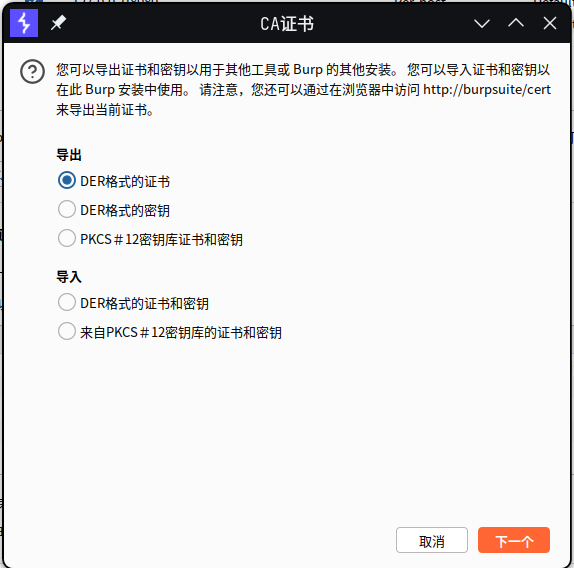 CA证书
您可以导出证书和密钥以用于其他工具或 Burp 的其他安装。 您可以导入证书和密钥以
在此 Burp 安装中使用。 请注意，您还可以通过在浏览器中访问 http://burpsuite/cert
来导出当前证书。
导出
DER格式的证书
DER格式的密钥
PKCS＃12密钥库证书和密钥
导入
DER格式的证书和密钥
来自PKCS＃12密钥库的证书和密钥
取消 下一个